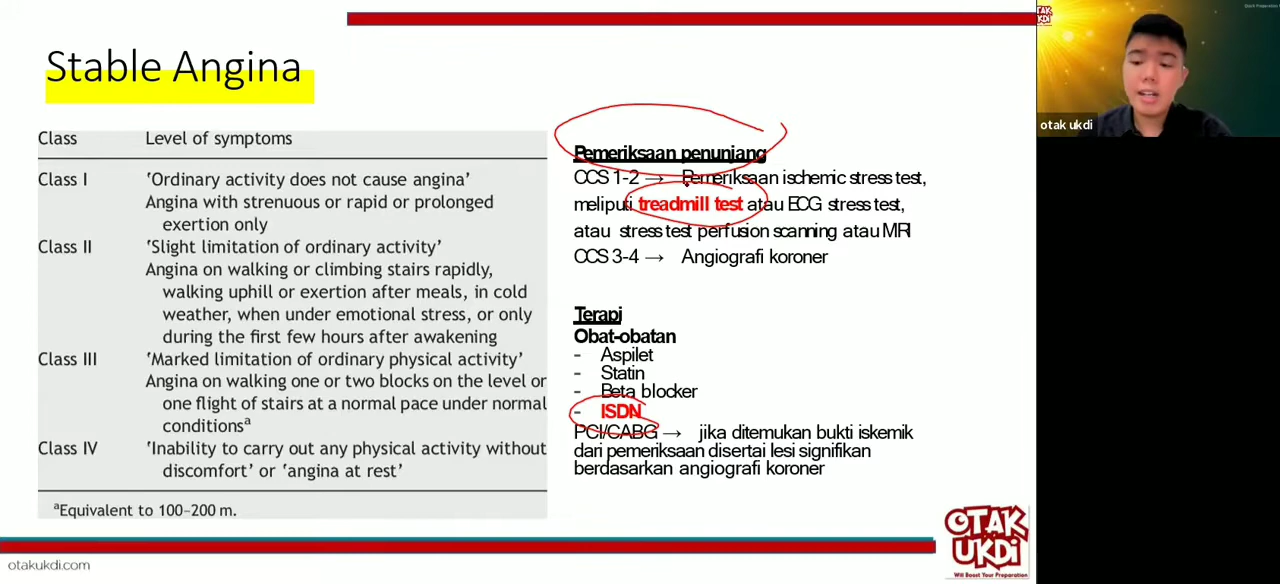 Stable Angina
Class Level of symptoms
Class I ‘Ordinary activity does not cause angina’
Angina with strenuous or rapid or prolonged
exertion only
Class II ‘Slight limitation of ordinary activity’
Angina on walking or climbing stairs rapidly,
walking uphill or exertion after meals, in cold
weather, when under emotional stress, or only
during the first few hours after awakening
Class III ‘Marked limitation of ordinary physical activity’
Angina on walking one or two blocks on the level or
one flight of stairs at a normal pace under normal
conditionsᵃ
Class IV ‘Inability to carry out any physical activity without
discomfort’ or ‘angina at rest’
ᵃEquivalent to 100–200 m.
Pemeriksaan penunjang
CCS 1-2 → Pemeriksaan ischemic stress test,
meliputi treadmill test atau ECG stress test,
atau stress test perfusion scanning atau MRI
CCS 3-4 → Angiografi koroner
Terapi
Obat-obatan
- Aspilet
- Statin
- Beta blocker
- ISDN
PCI/CABG → jika ditemukan bukti iskemik
dari pemeriksaan disertai lesi signifikan
berdasarkan angiografi koroner
OTAK
UKDI
otak ukdi
OTAK
UKDi
Will Boost Your Preparation
otakukdi.com